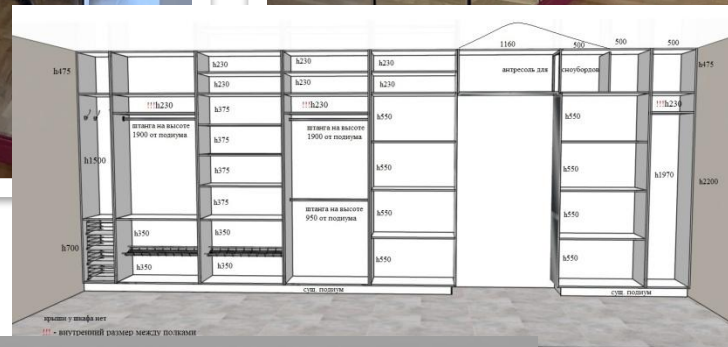 1160
500
500
500
h475
h230
h230
h230
антресоль для
сноубордов
h475
h230
h230
h230
!!!h230
h375
!!!h230
!!!h230
штанга на высоте
1900 от подиума
h375
штанга на высоте
1900 от подиума
h550
h550
h1500
h375
h550
h550
h1970
h2200
h375
штанга на высоте
950 от подиума
h550
h550
h700
h350
h350
h550
h550
h350
h350
сущ. подиум
сущ. подиум
крыши у шкафа нет
!!! - внутренний размер между полками